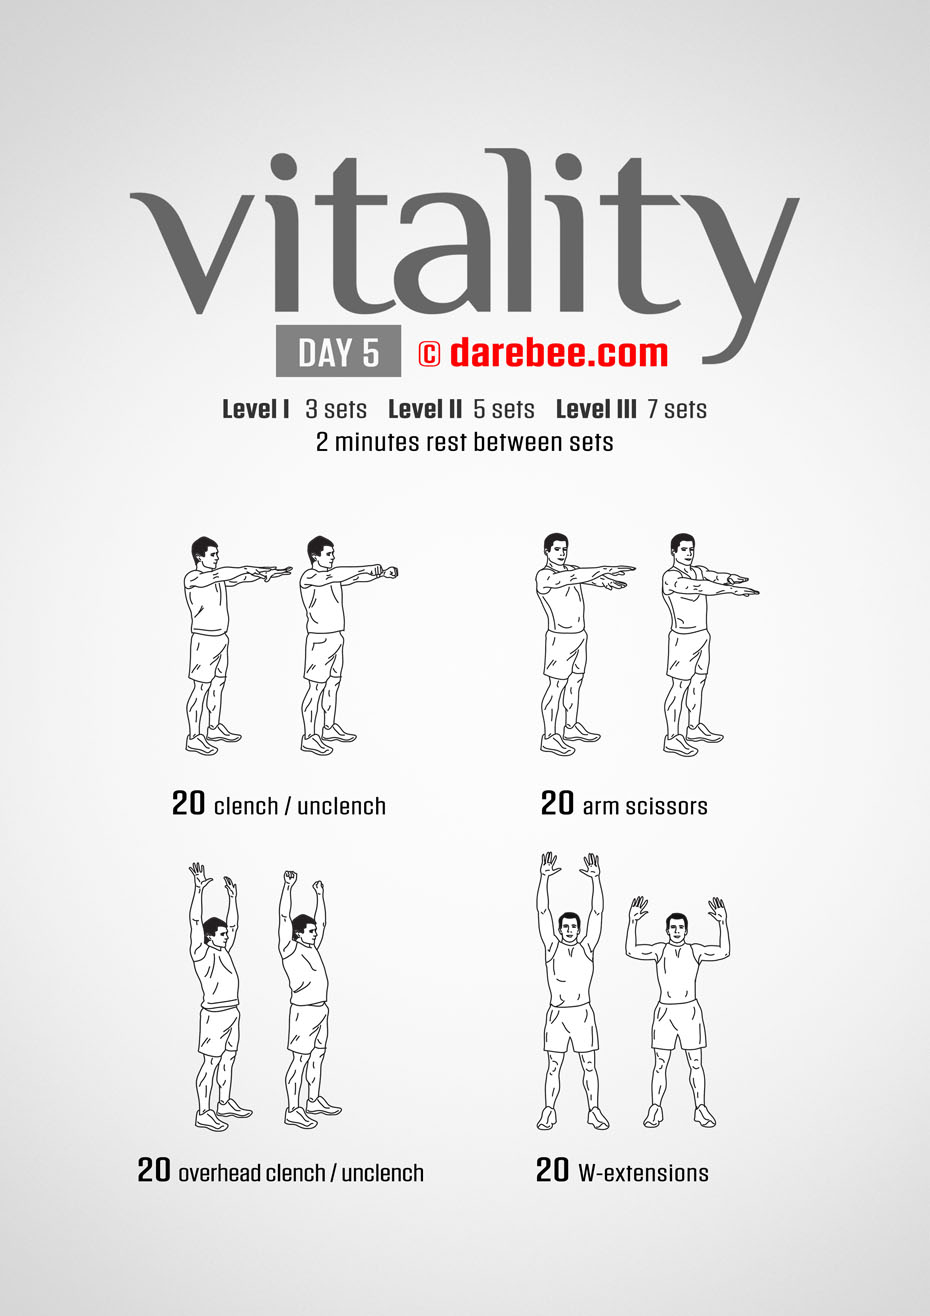 vitality
DAY 5 © darebee.com
Level I 3 sets Level II 5 sets Level III 7 sets
2 minutes rest between sets
20 clench / unclench
20 arm scissors
20 overhead clench / unclench
20 W-extensions